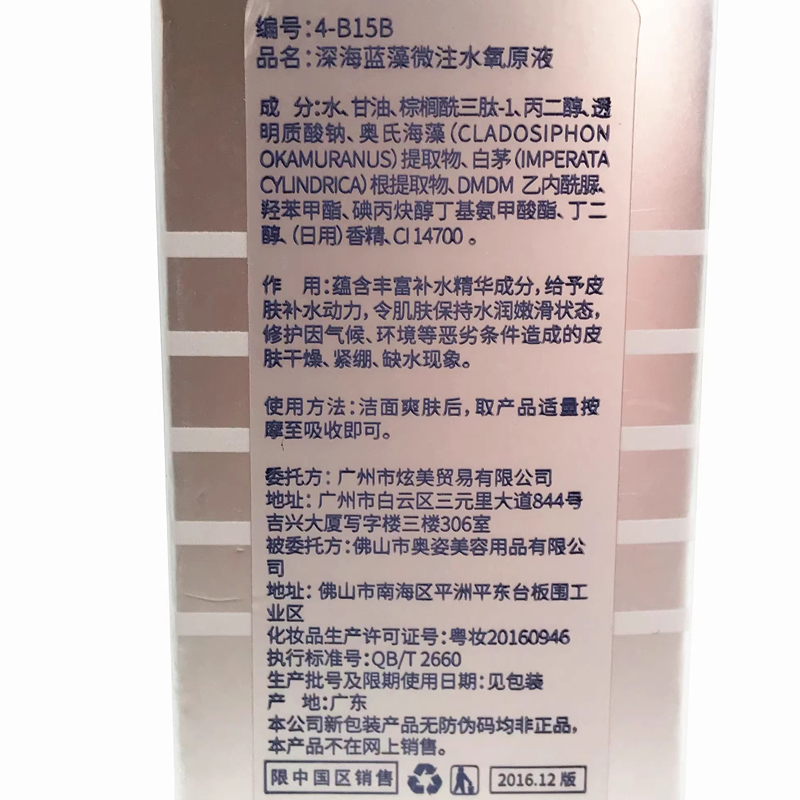 编号:4-B15B
品名:深海蓝藻微注水氧原液
成 分:水、甘油、棕榈酰三肽-1、丙二醇、透
明质酸钠、奥氏海藻(CLADOSIPHON
OKAMURANUS)提取物、白茅(IMPERATA
CYLINDRICA)根提取物、DMDM 乙内酰脲、
羟苯甲酯、碘丙炔醇丁基氨甲酸酯、丁二
醇、(日用)香精、CI 14700 。
作 用:蕴含丰富补水精华成分,给予皮
肤补水动力,令肌肤保持水润嫩滑状态,
修护因气候、环境等恶劣条件造成的皮
肤干燥、紧绷、缺水现象。
使用方法:洁面爽肤后,取产品适量按
摩至吸收即可。
委托方:广州市炫美贸易有限公司
地址:广州市白云区三元里大道844号
吉兴大厦写字楼三楼306室
被委托方:佛山市奥姿美容用品有限公
司
地址:佛山市南海区平洲平东台板围工
业区
化妆品生产许可证号:粤妆20160946
执行标准号:QB/T 2660
生产批号及限期使用日期:见包装
产 地:广东
本公司新包装产品无防伪码均非正品,
本产品不在网上销售。
限中国区销售
2016.12 版